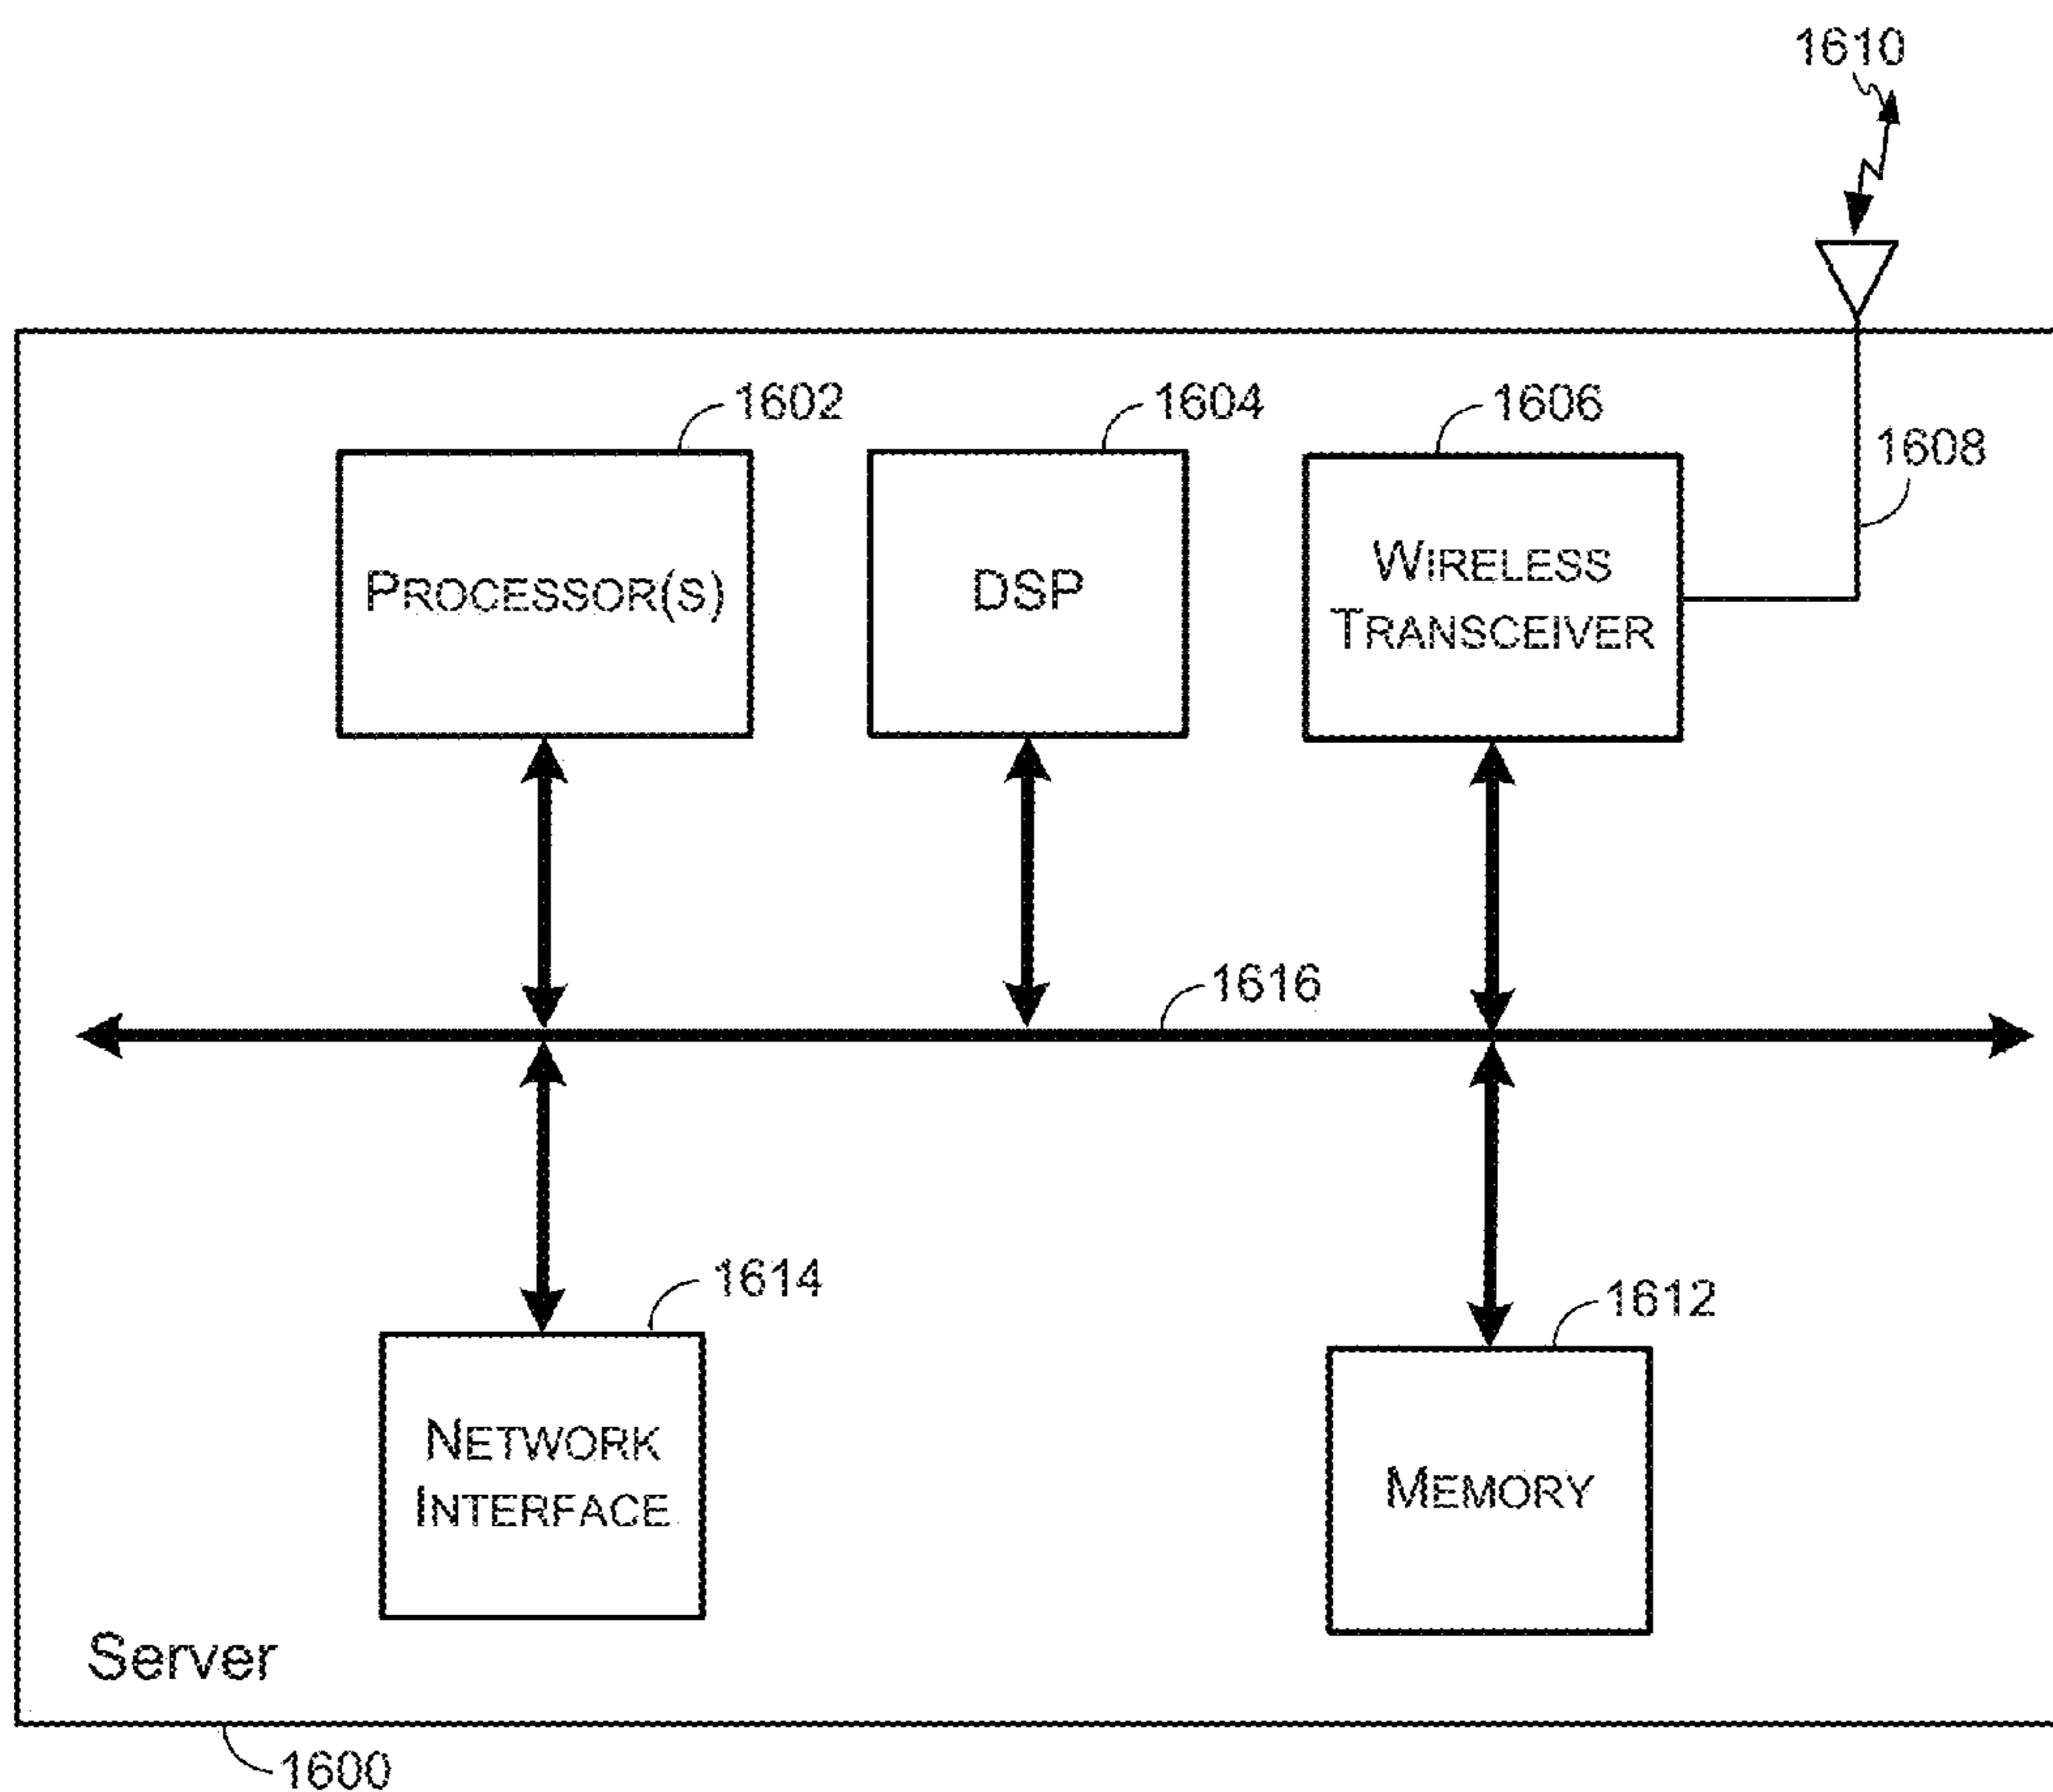 1610
1602
1604
1606
1608
PROCESSOR(S)
DSP
WIRELESS
TRANSCEIVER
1616
1614
1612
NETWORK
INTERFACE
MEMORY
Server
1600